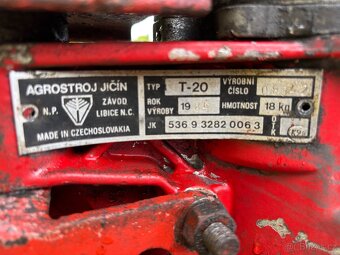 AGROSTROJ JIČÍN
N.P.
ZÁVOD
LIBICE N.C.
MADE IN CZECHOSLOVAKIA
TYP T-20
VÝROBNÍ ČÍSLO
ROK VÝROBY 19
HMOTNOST 18 kg
JK 536 9 3282 006 3
OTK